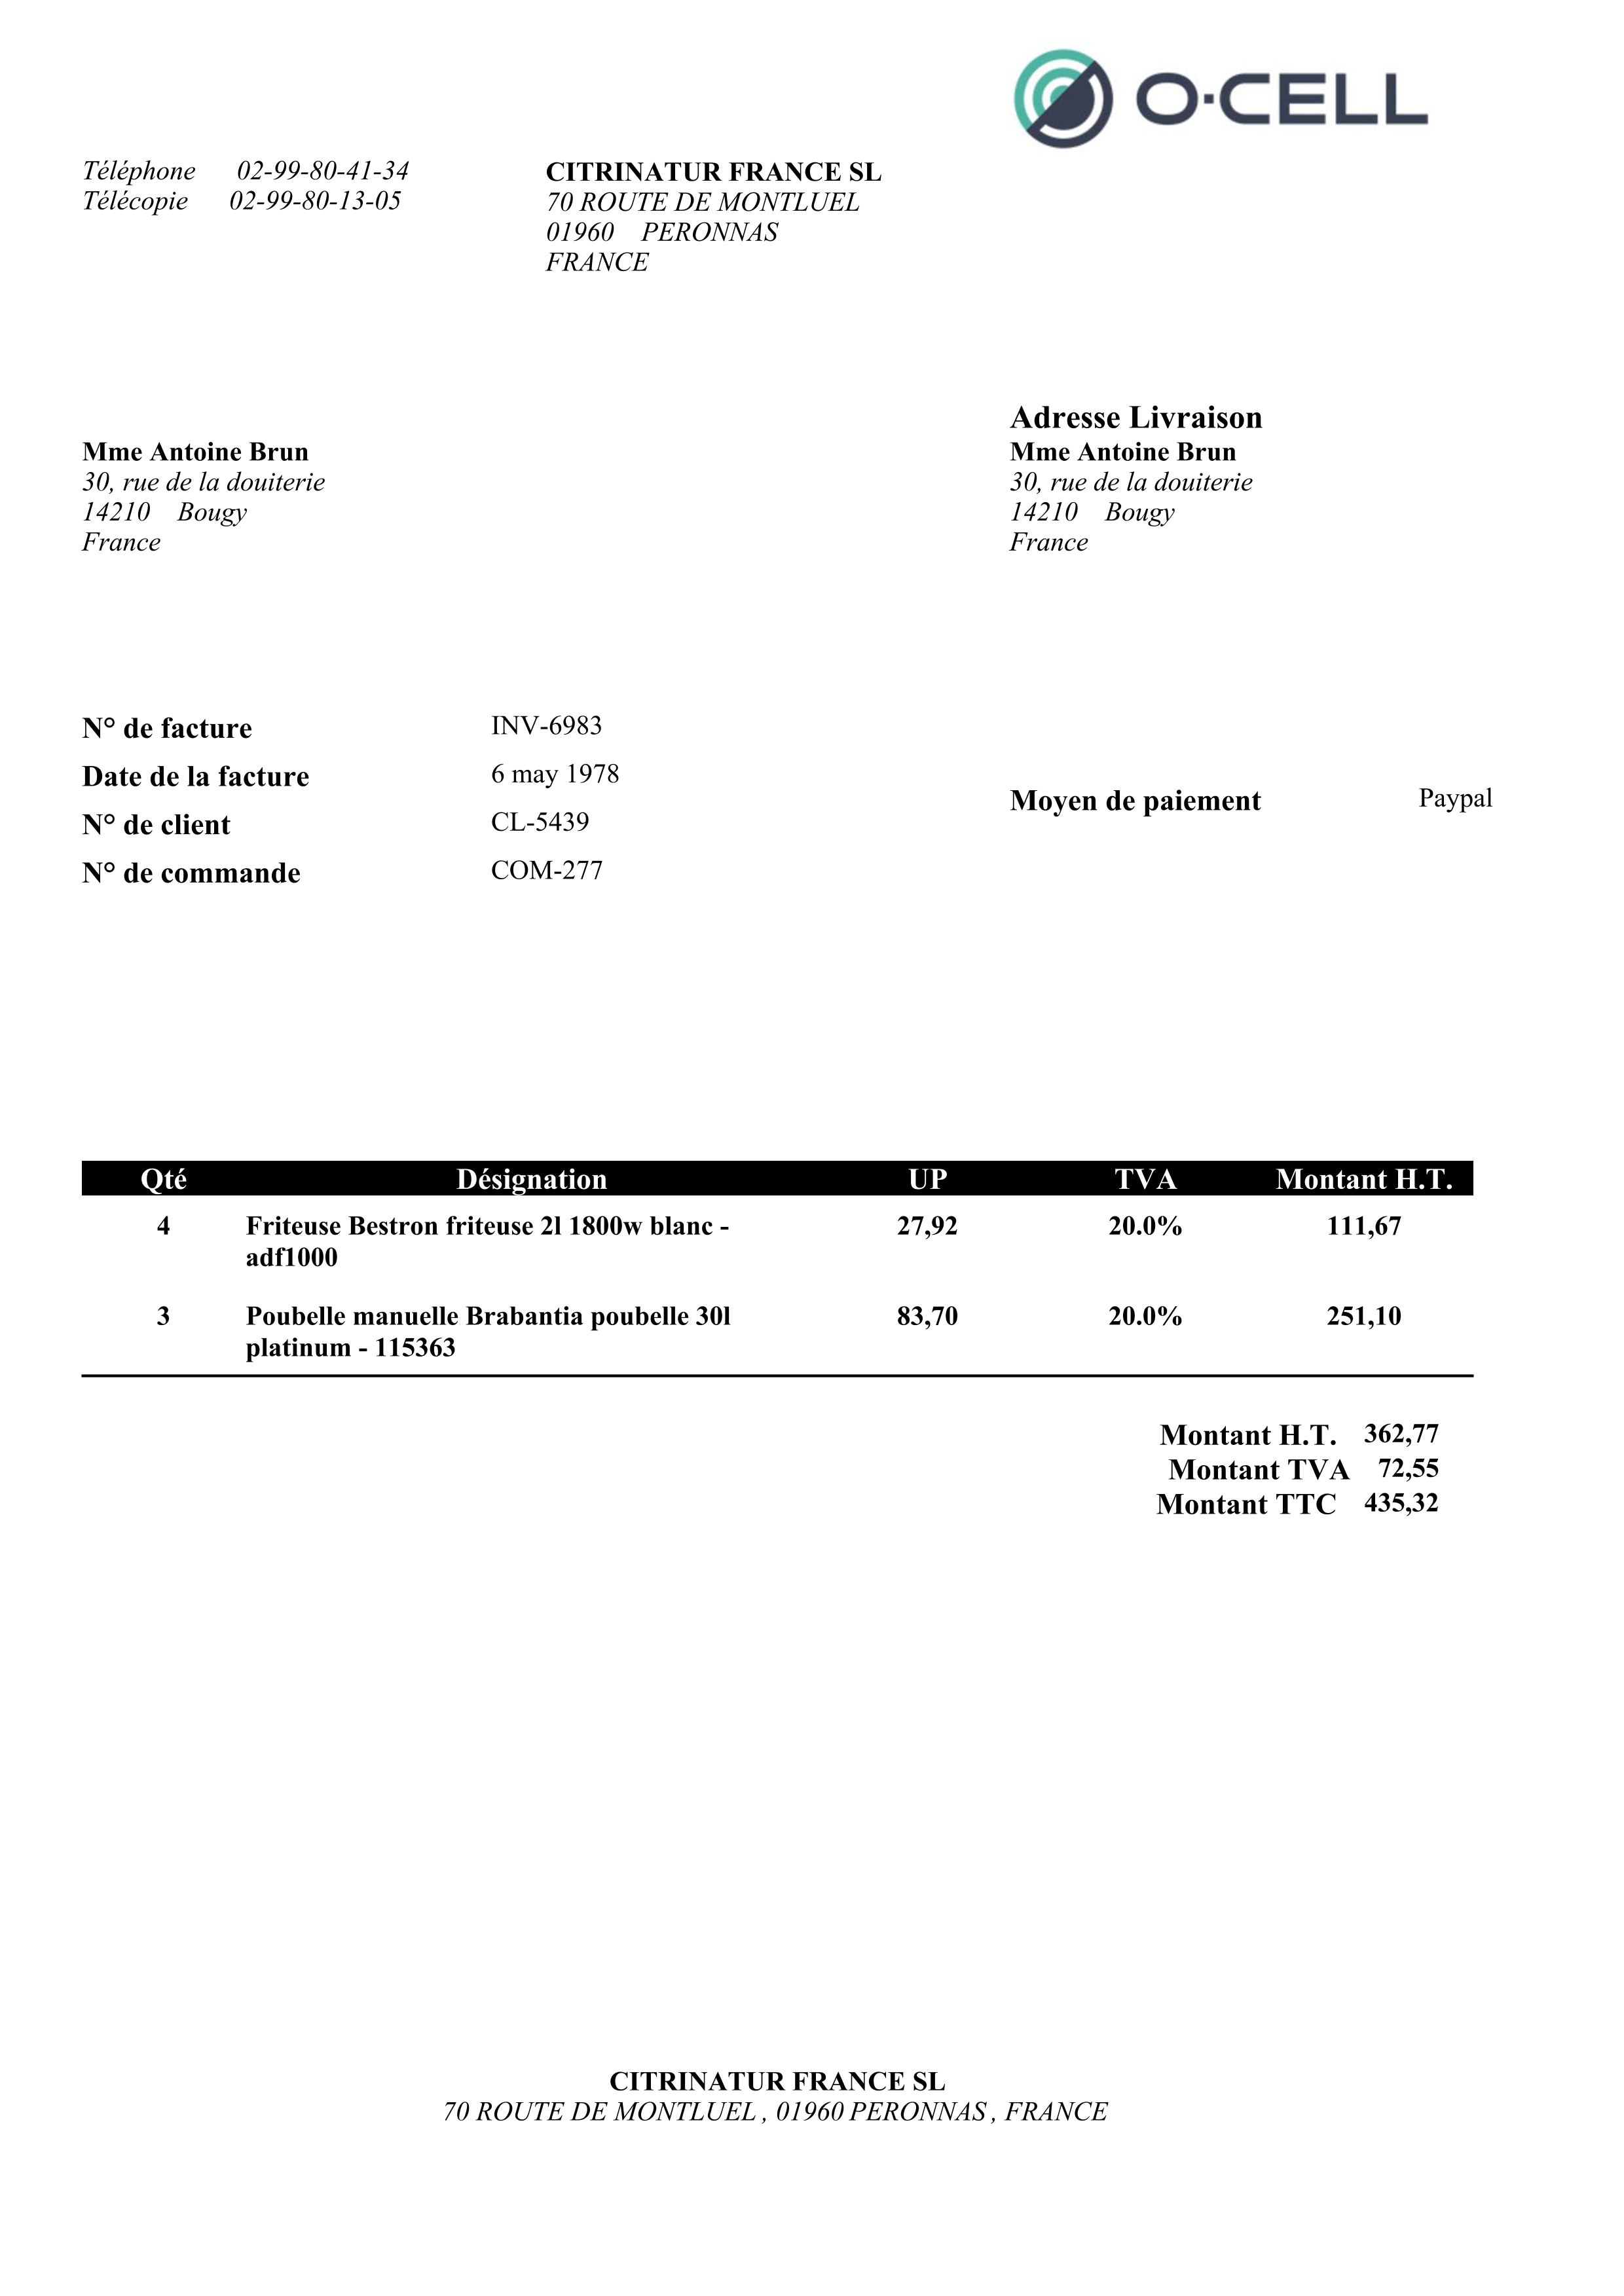 O·CELL
Téléphone 02-99-80-41-34
Télécopie 02-99-80-13-05
CITRINATUR FRANCE SL
70 ROUTE DE MONTLUEL
01960 PERONNAS
FRANCE
Mme Antoine Brun
30, rue de la douiterie
14210 Bougy
France
Adresse Livraison
Mme Antoine Brun
30, rue de la douiterie
14210 Bougy
France
N° de facture INV-6983
Date de la facture 6 may 1978
N° de client CL-5439
N° de commande COM-277
Moyen de paiement Paypal
Qté Désignation UP TVA Montant H.T.
4 Friteuse Bestron friteuse 2l 1800w blanc - 27,92 20.0% 111,67
adf1000
3 Poubelle manuelle Brabantia poubelle 30l 83,70 20.0% 251,10
platinum - 115363
Montant H.T. 362,77
Montant TVA 72,55
Montant TTC 435,32
CITRINATUR FRANCE SL
70 ROUTE DE MONTLUEL , 01960 PERONNAS , FRANCE